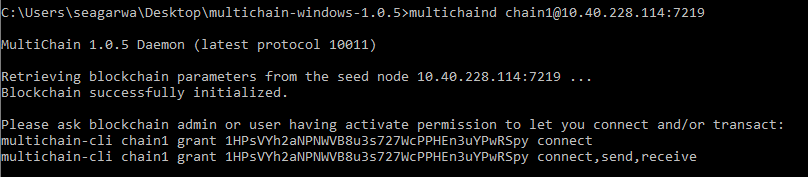 C:\Users\seagarwa\Desktop\multichain-windows-1.0.5>multichaind chain1@10.40.228.114:7219
MultiChain 1.0.5 Daemon (latest protocol 10011)
Retrieving blockchain parameters from the seed node 10.40.228.114:7219 ...
Blockchain successfully initialized.
Please ask blockchain admin or user having activate permission to let you connect and/or transact:
multichain-cli chain1 grant 1HPsVYh2aNPNWVB8u3s727WcPPHEn3uYPwRSpy connect
multichain-cli chain1 grant 1HPsVYh2aNPNWVB8u3s727WcPPHEn3uYPwRSpy connect,send,receive